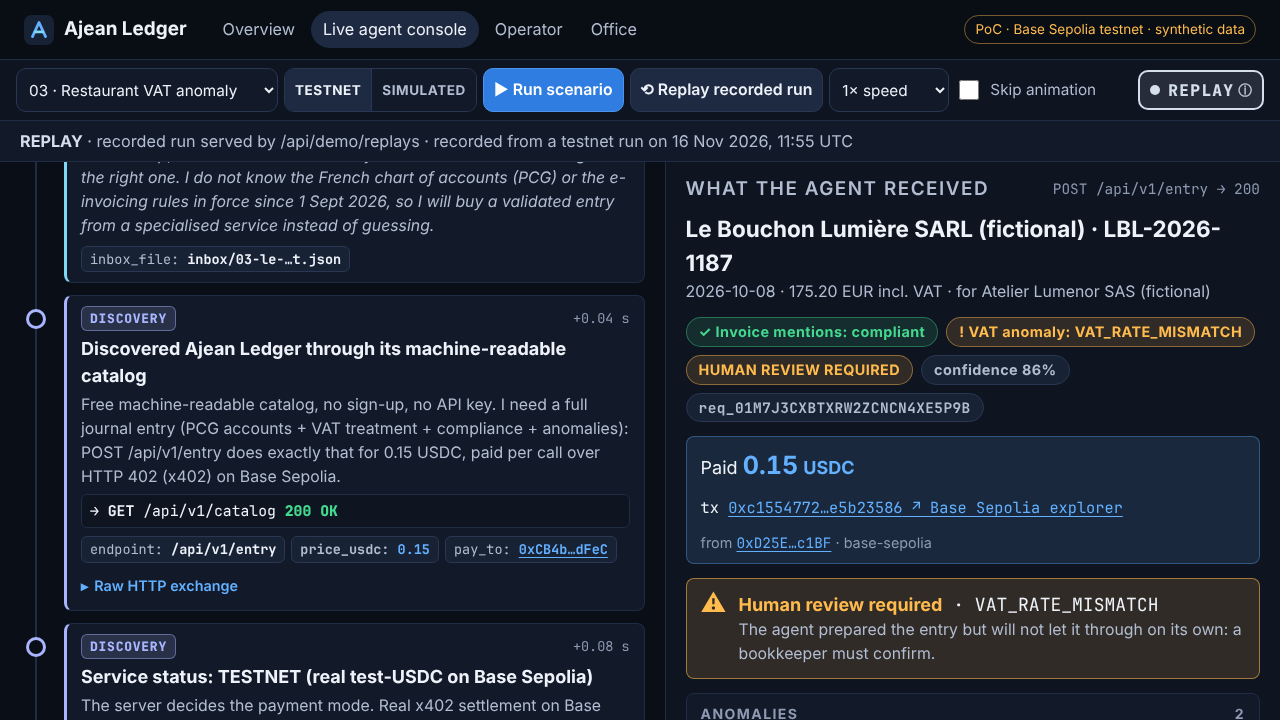 Ajean Ledger
Overview
Live agent console
Operator
Office
PoC · Base Sepolia testnet · synthetic data
03 · Restaurant VAT anomaly
TESTNET
SIMULATED
▶ Run scenario
⟲ Replay recorded run
1× speed
Skip animation
REPLAY ⓘ
REPLAY · recorded run served by /api/demo/replays · recorded from a testnet run on 16 Nov 2026, 11:55 UTC
the right one. I do not know the French chart of accounts (PCG) or the e-
invoicing rules in force since 1 Sept 2026, so I will buy a validated entry
from a specialised service instead of guessing.
inbox_file: inbox/03-le-…t.json
DISCOVERY
+0.04 s
Discovered Ajean Ledger through its machine-readable
catalog
Free machine-readable catalog, no sign-up, no API key. I need a full
journal entry (PCG accounts + VAT treatment + compliance + anomalies):
POST /api/v1/entry does exactly that for 0.15 USDC, paid per call over
HTTP 402 (x402) on Base Sepolia.
→ GET /api/v1/catalog 200 OK
endpoint: /api/v1/entry
price_usdc: 0.15
pay_to: 0xCB4b…dFeC
▸ Raw HTTP exchange
DISCOVERY
+0.08 s
Service status: TESTNET (real test-USDC on Base Sepolia)
The server decides the payment mode. Real x402 settlement on Base
WHAT THE AGENT RECEIVED
POST /api/v1/entry → 200
Le Bouchon Lumière SARL (fictional) · LBL-2026-
1187
2026-10-08 · 175.20 EUR incl. VAT · for Atelier Lumenor SAS (fictional)
✓ Invoice mentions: compliant
! VAT anomaly: VAT_RATE_MISMATCH
HUMAN REVIEW REQUIRED
confidence 86%
req_01M7J3CXBTXRW2ZCNCN4XE5P9B
Paid 0.15 USDC
tx 0xc1554772…e5b23586 ↗ Base Sepolia explorer
from 0xD25E…c1BF · base-sepolia
Human review required · VAT_RATE_MISMATCH
The agent prepared the entry but will not let it through on its own: a
bookkeeper must confirm.
ANOMALIES
2